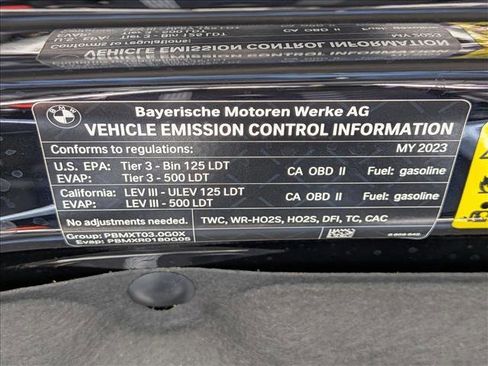 BMW
Bayerische Motoren Werke AG
VEHICLE EMISSION CONTROL INFORMATION
Conforms to regulations: MY 2023
U.S. EPA: Tier 3 - Bin 125 LDT CA OBD II Fuel: gasoline
EVAP: Tier 3 - 500 LDT
California: LEV III - ULEV 125 LDT CA OBD II Fuel: gasoline
EVAP: LEV III - 500 LDT
No adjustments needed. TWC, WR-HO2S, HO2S, DFI, TC, CAC
Group: PBMXT03.0G0X
Evap: PBMXR0180G05